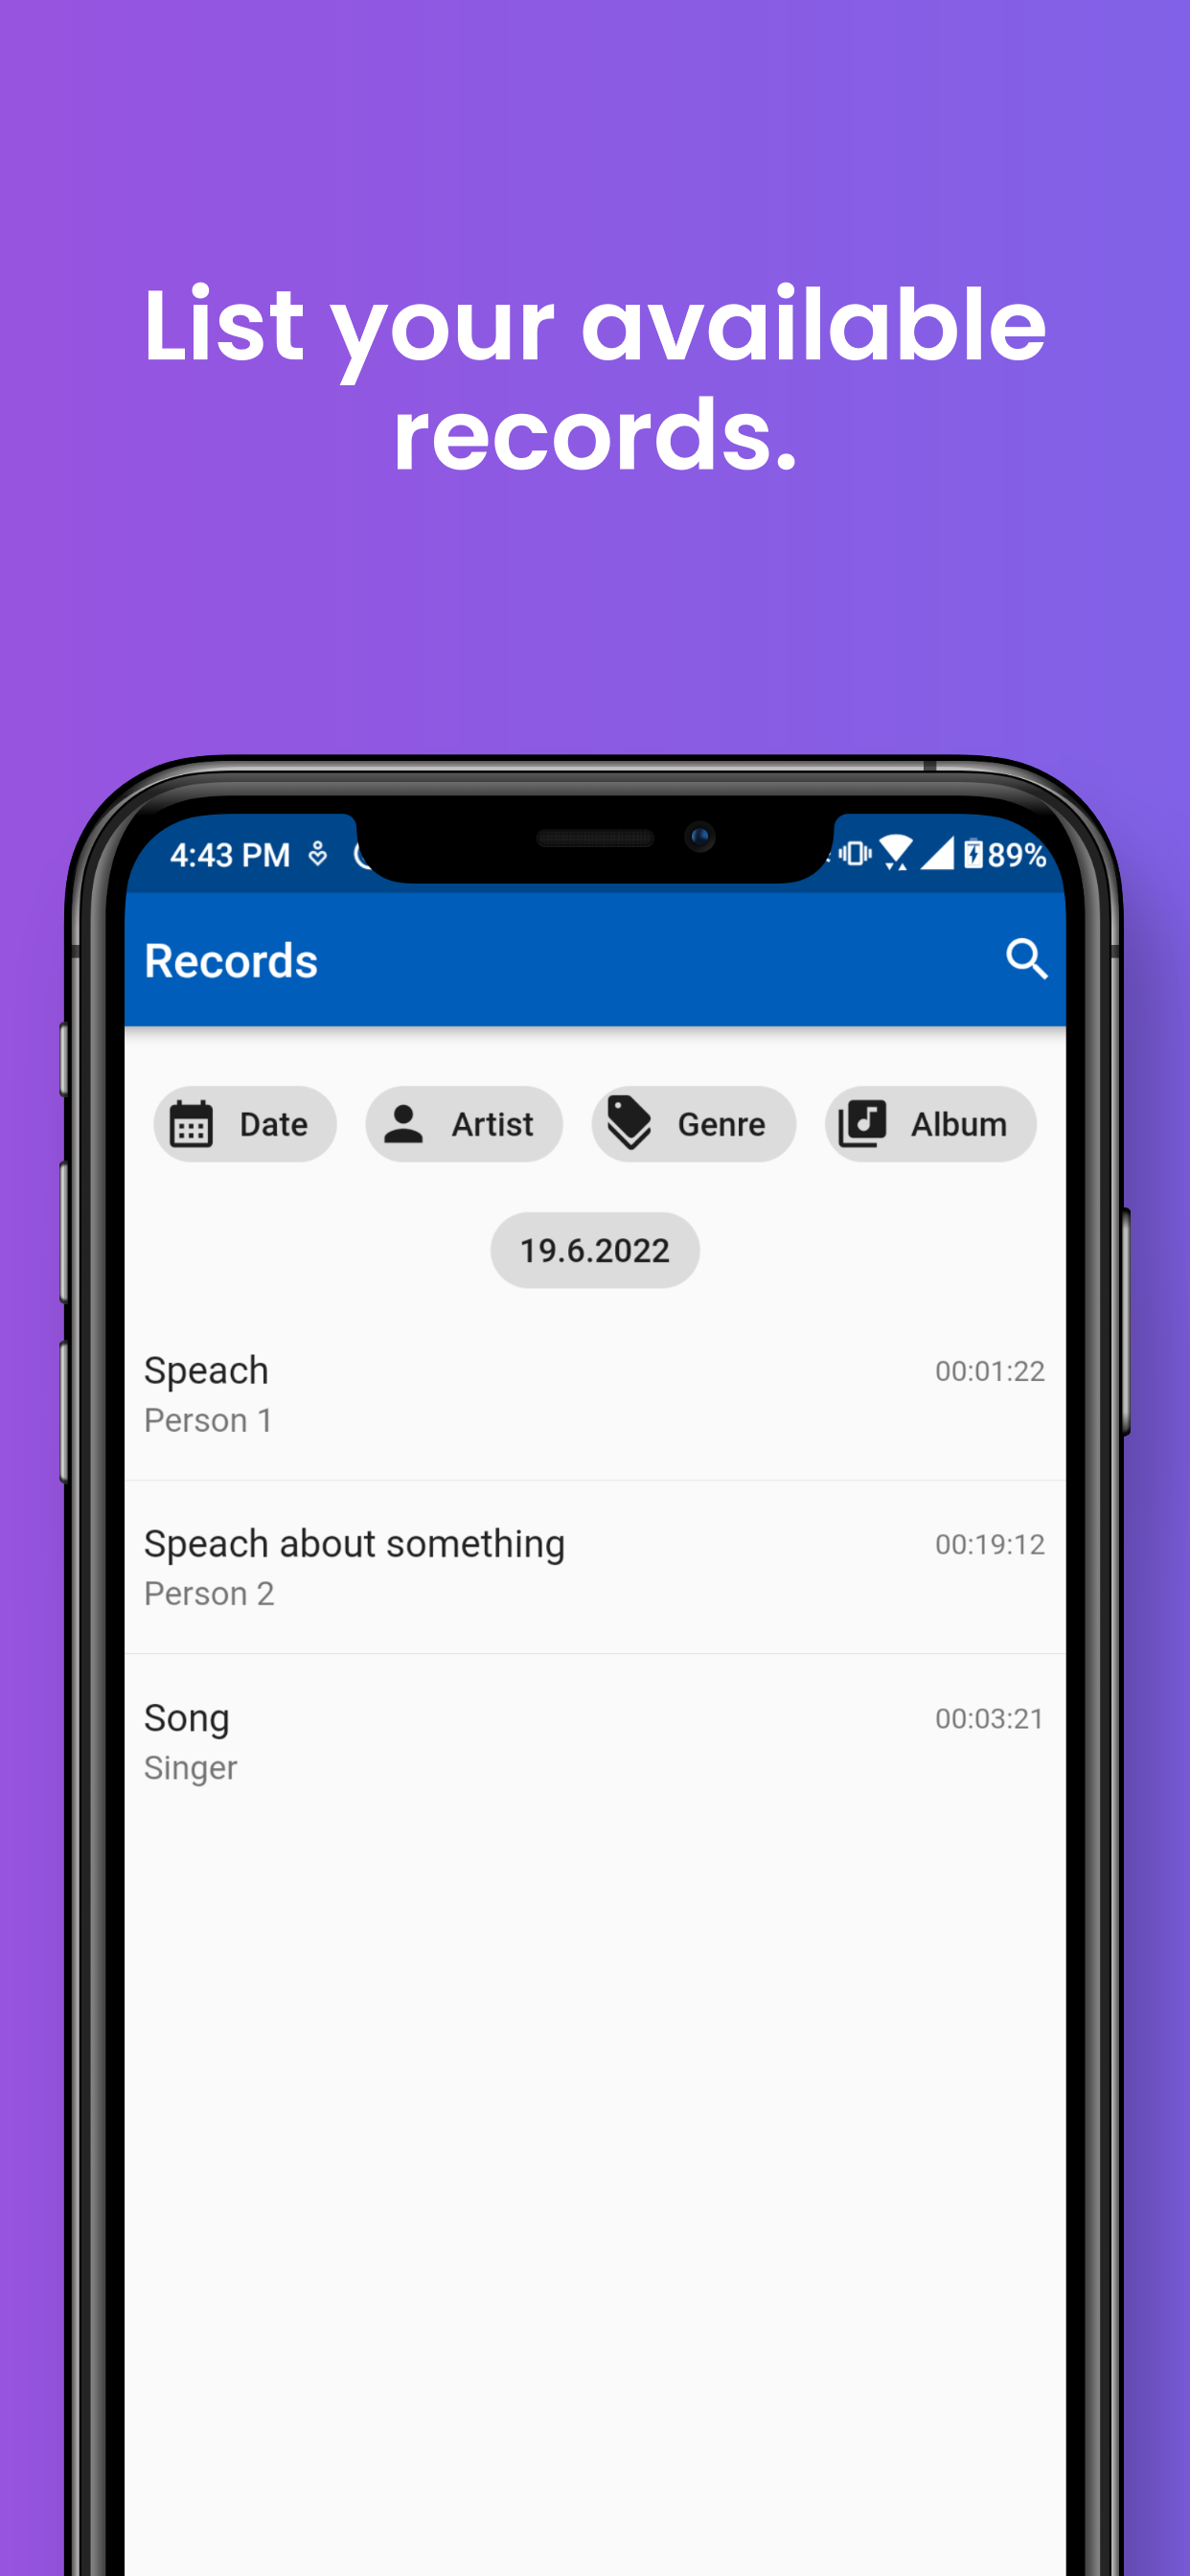 List your available
records.
4:43 PM 89%
Records
Date Artist Genre Album
19.6.2022
Speach 00:01:22
Person 1
Speach about something 00:19:12
Person 2
Song 00:03:21
Singer